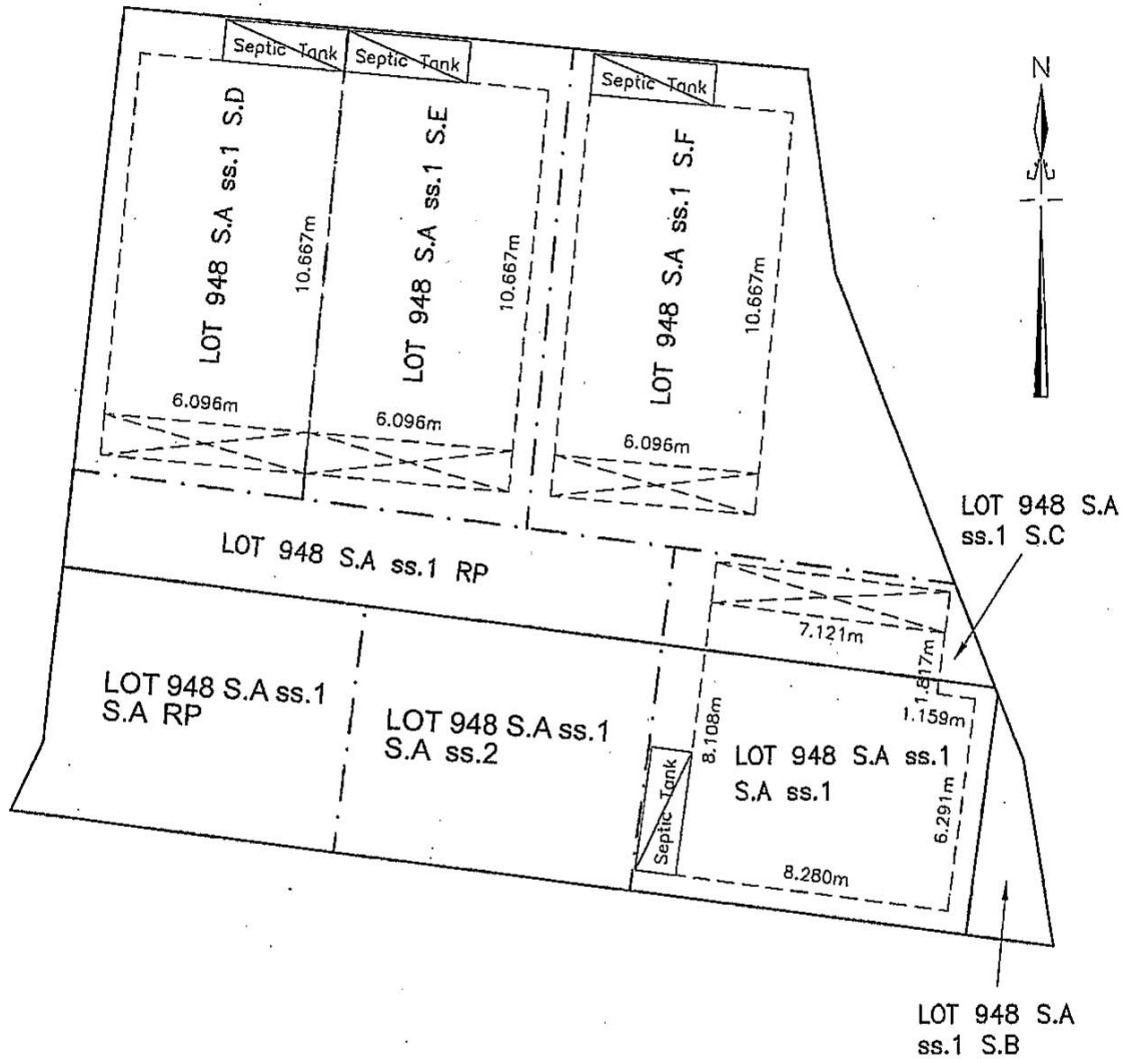 Septic Tank
Septic Tank
Septic Tank
N
LOT 948 S.A ss.1 S.D
10.667m
LOT 948 S.A ss.1 S.E
10.667m
LOT 948 S.A ss.1 S.F
10.667m
6.096m
6.096m
6.096m
LOT 948 S.A
ss.1 S.C
LOT 948 S.A ss.1 RP
7.121m
1.817m
1.159m
LOT 948 S.A ss.1
S.A RP
LOT 948 S.A ss.1
S.A ss.2
8.108m
LOT 948 S.A ss.1
S.A ss.1
Septic Tank
6.291m
8.280m
LOT 948 S.A
ss.1 S.B